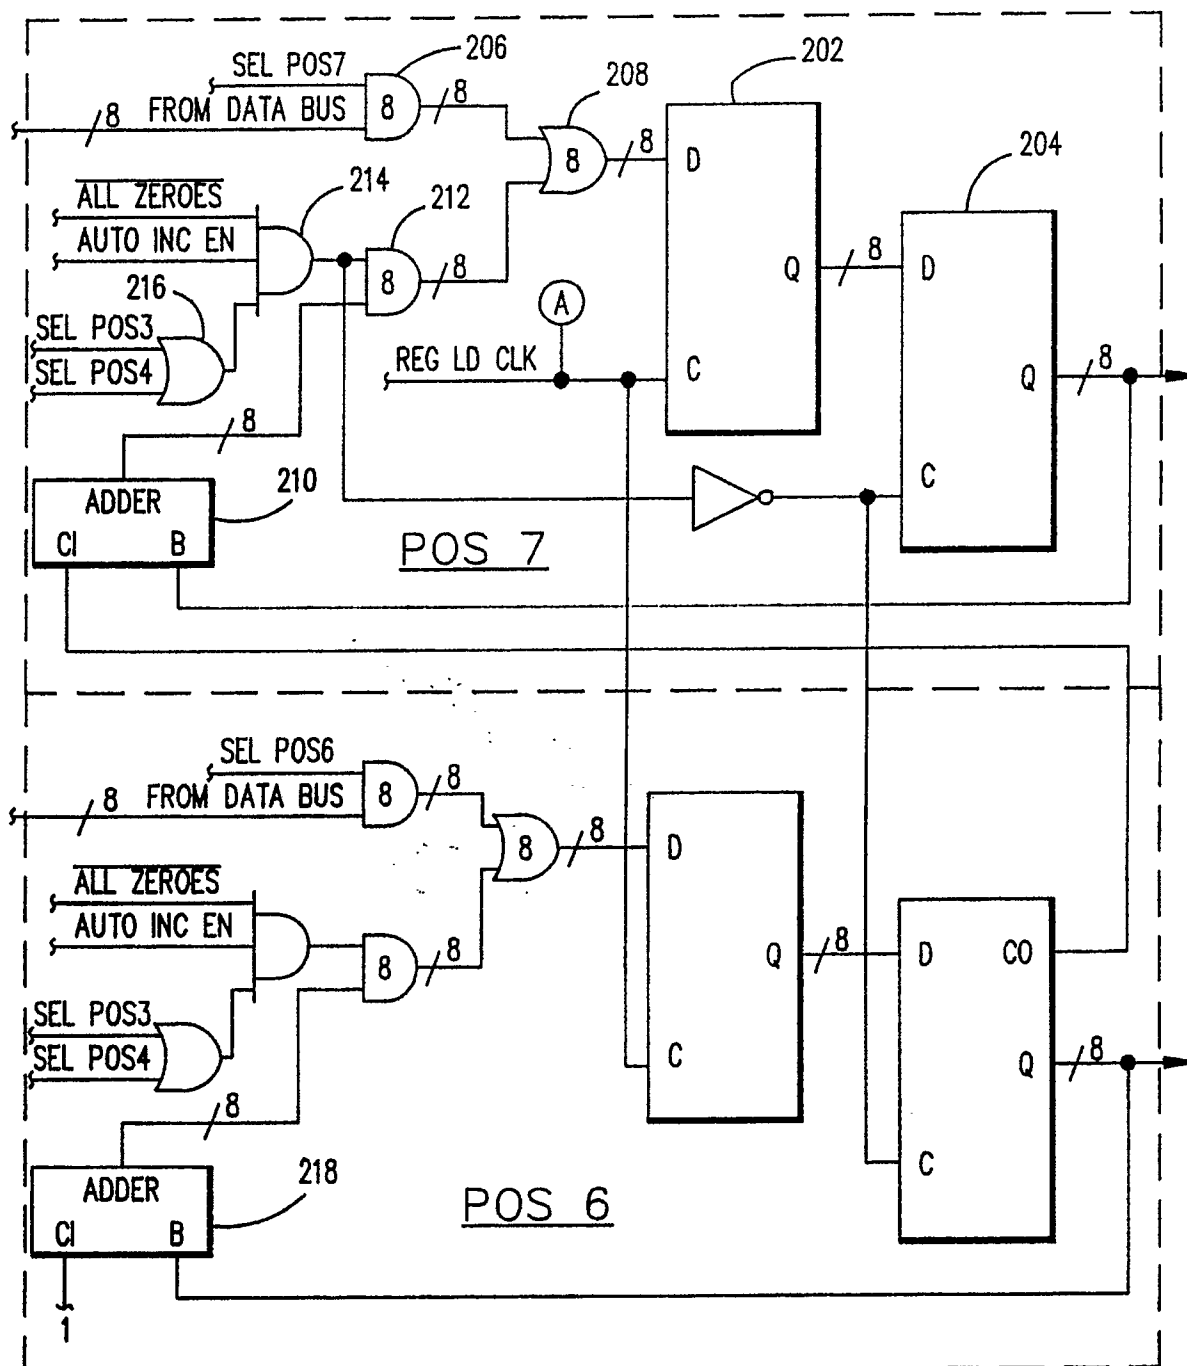 206
SEL POS7
8
8
FROM DATA BUS
8
208
8
8
202
D
Q
C
204
8
D
Q
C
8
ALL ZEROES
AUTO INC EN
214
212
8
8
216
SEL POS3
SEL POS4
A
REG LD CLK
8
ADDER
CI B
210
POS 7
SEL POS6
8
8
FROM DATA BUS
8
8
8
D
Q
C
8
D
CO
Q
C
8
ALL ZEROES
AUTO INC EN
8
8
SEL POS3
SEL POS4
8
ADDER
CI B
218
1
POS 6